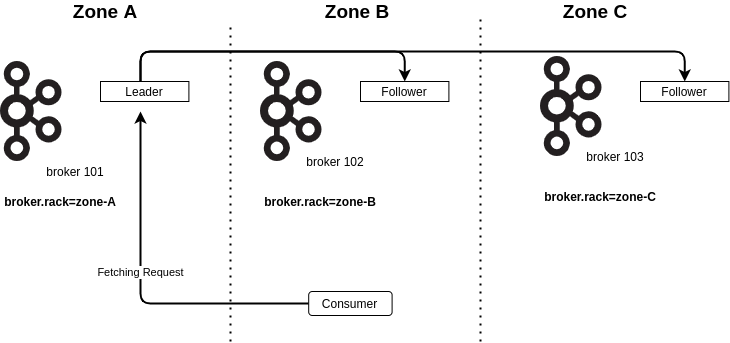 Zone A
Zone B
Zone C
Leader
Follower
Follower
broker 101
broker 102
broker 103
broker.rack=zone-A
broker.rack=zone-B
broker.rack=zone-C
Fetching Request
Consumer